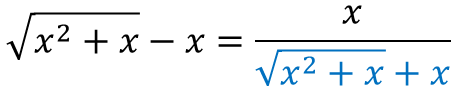 √(x² + x) − x = x / (√(x² + x) + x)